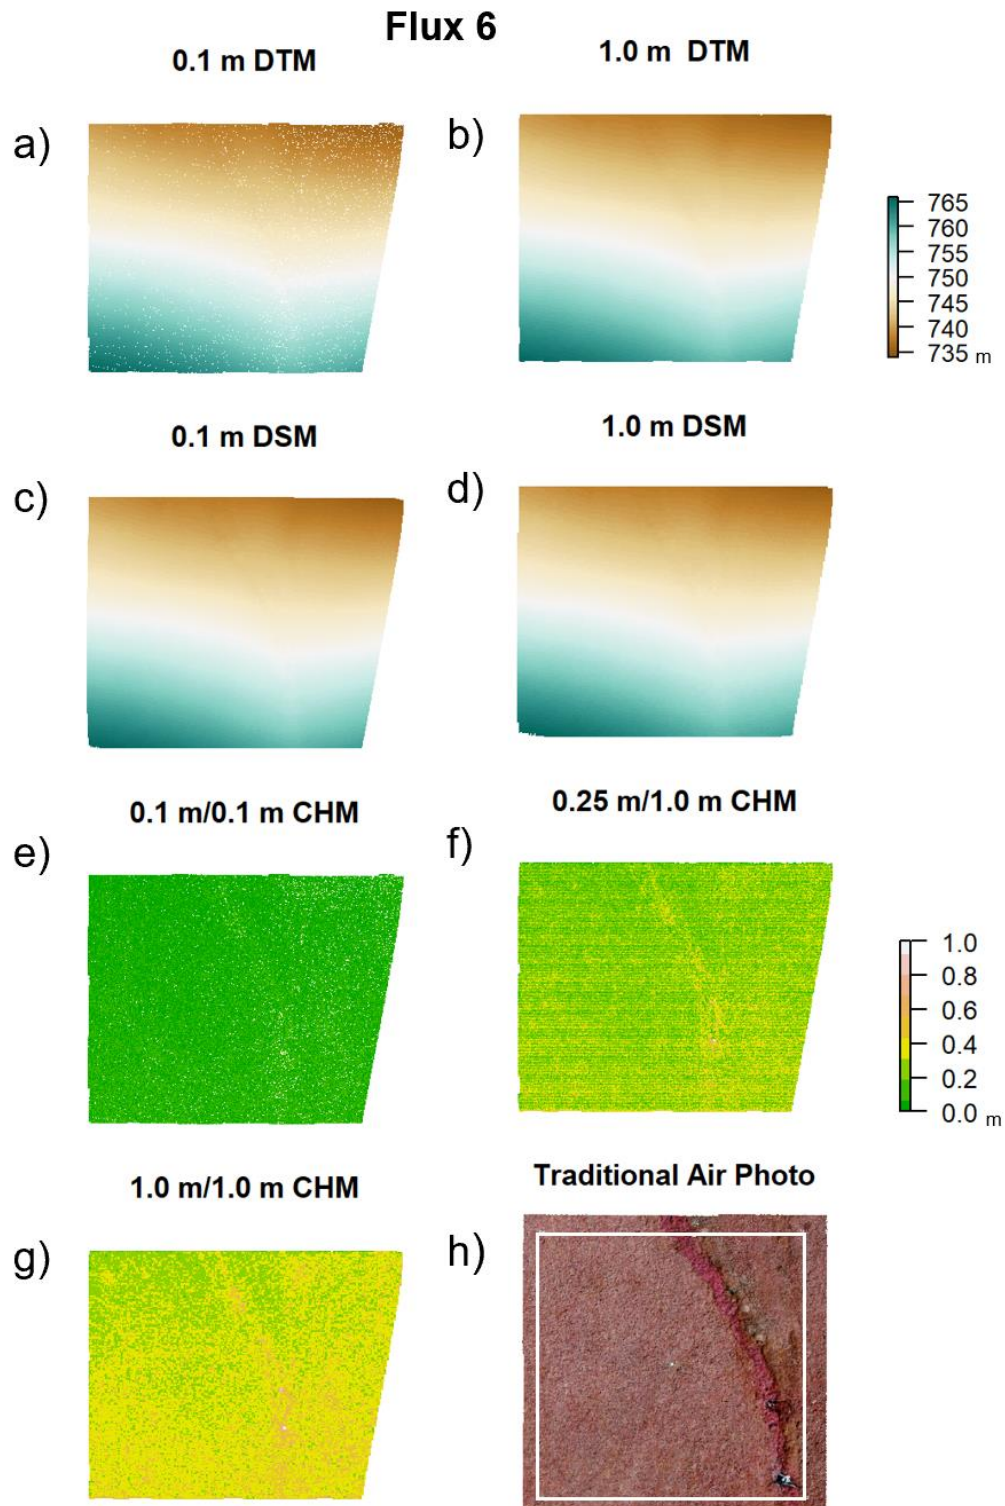 Flux 6
0.1 m DTM
1.0 m DTM
a)
b)
765
760
755
750
745
740
735 m
0.1 m DSM
1.0 m DSM
c)
d)
0.1 m/0.1 m CHM
0.25 m/1.0 m CHM
e)
f)
1.0
0.8
0.6
0.4
0.2
0.0 m
1.0 m/1.0 m CHM
Traditional Air Photo
g)
h)